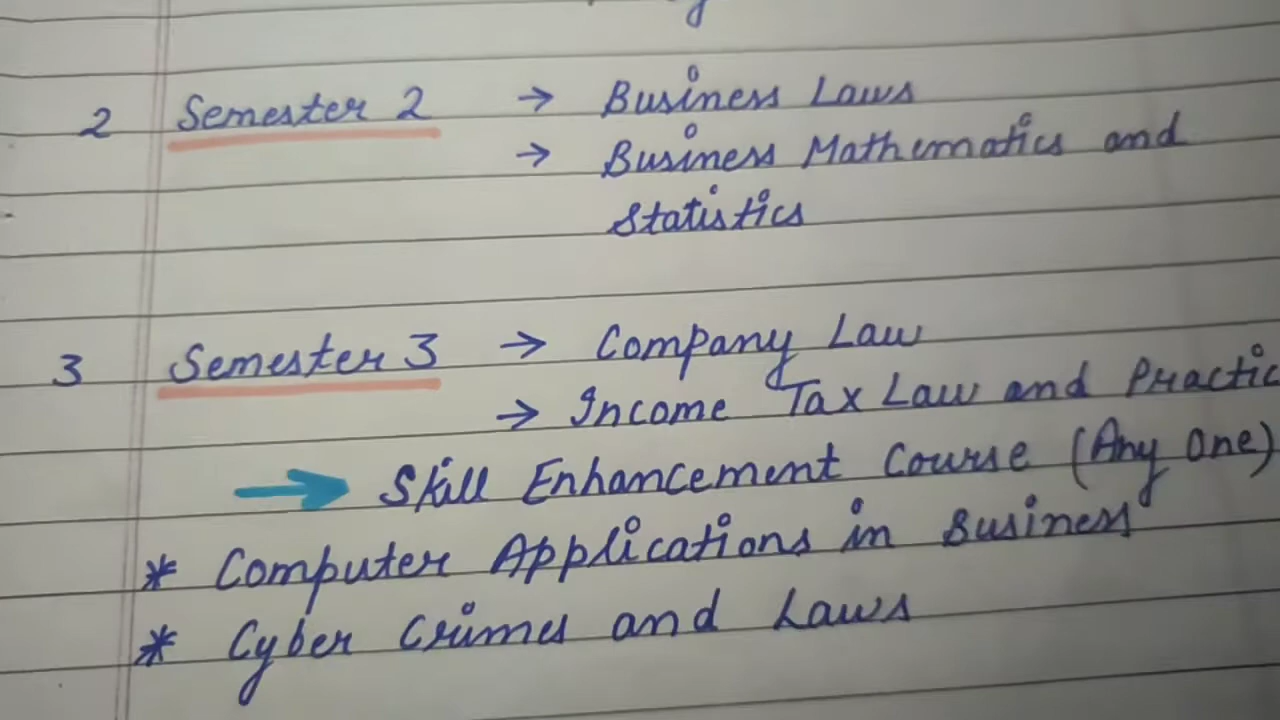 2 Semester 2 → Business Laws
→ Business Mathematics and
Statistics
3 Semester 3 → Company Law
→ Income Tax Law and Practic
→ Skill Enhancement Course (Any One)
* Computer Applications in Business
* Cyber Crimes and Laws